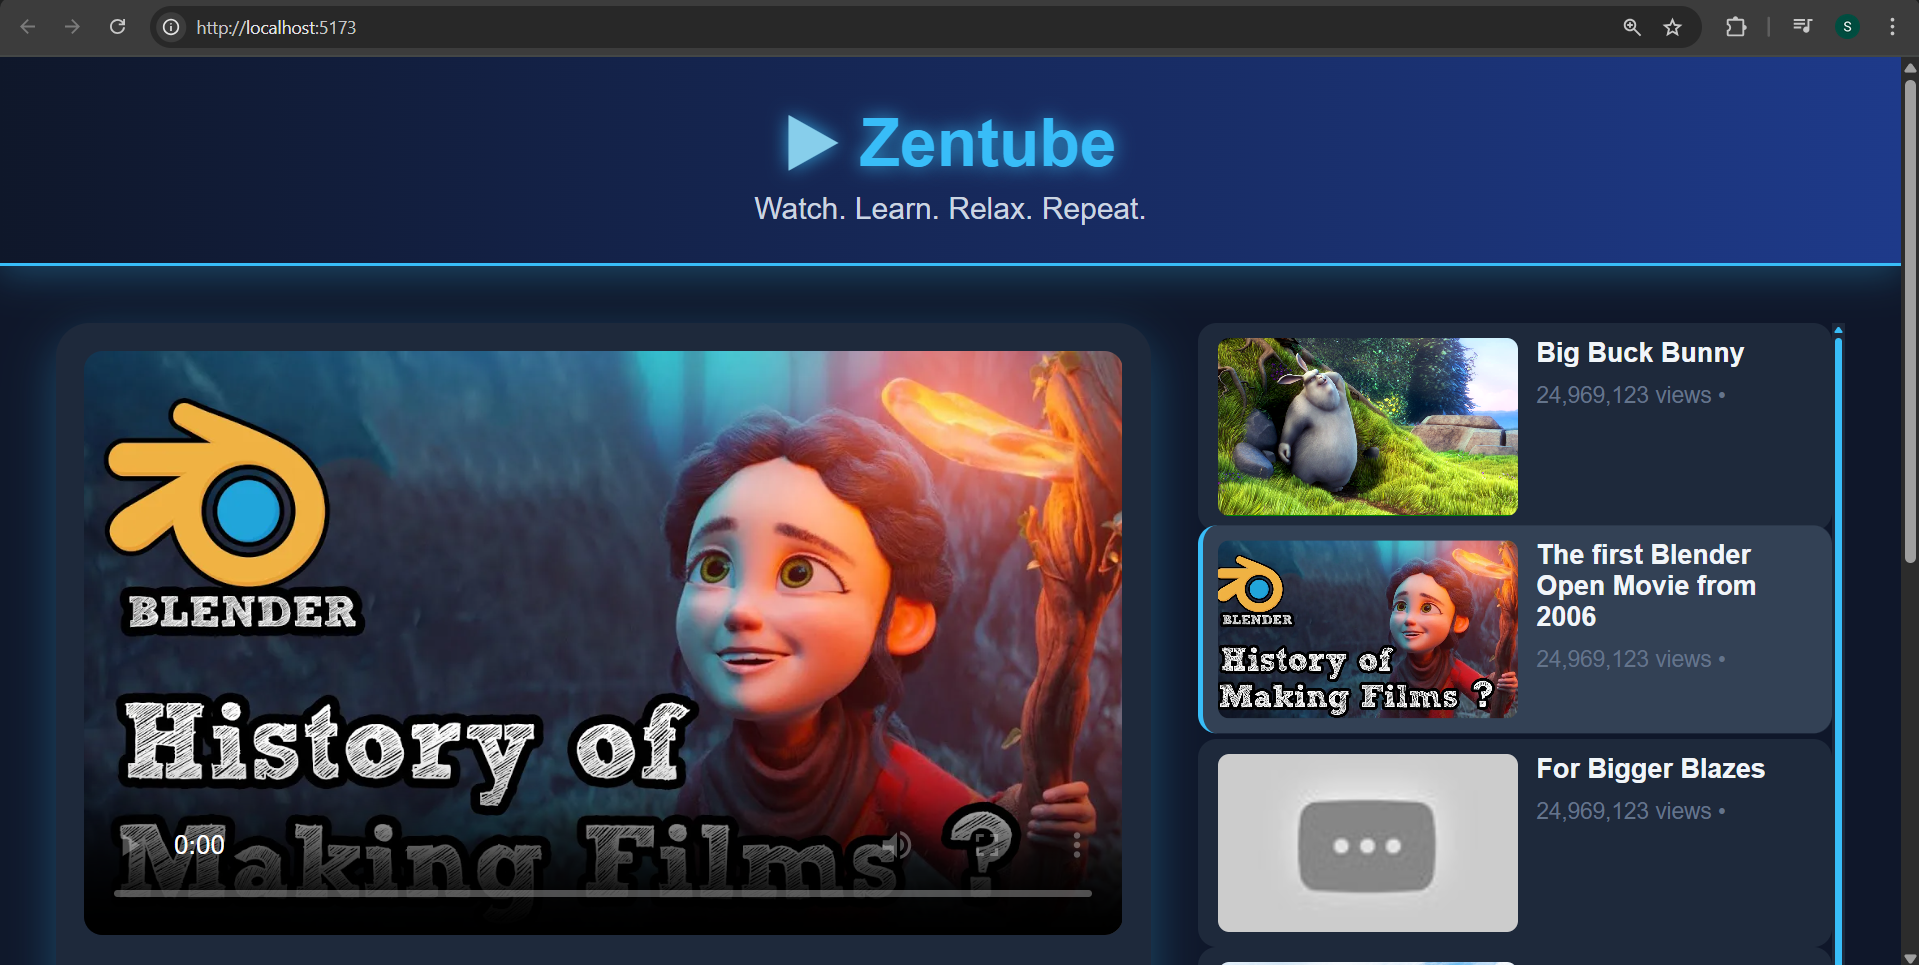 http://localhost:5173
S
Zentube
Watch. Learn. Relax. Repeat.
BLENDER
History of
Making Films ?
0:00
Big Buck Bunny
24,969,123 views •
BLENDER
History of
Making Films ?
The first Blender
Open Movie from
2006
24,969,123 views •
For Bigger Blazes
24,969,123 views •